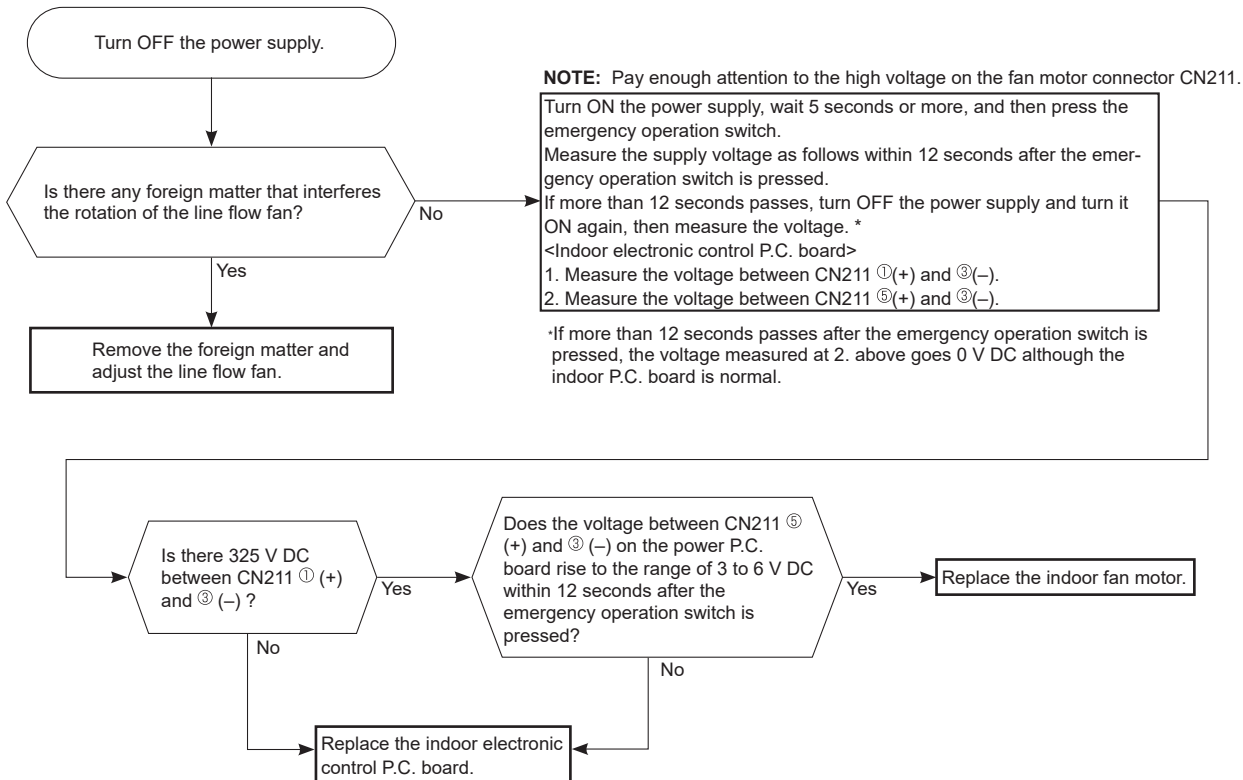 Turn OFF the power supply.
NOTE: Pay enough attention to the high voltage on the fan motor connector CN211.
Turn ON the power supply, wait 5 seconds or more, and then press the
emergency operation switch.
Measure the supply voltage as follows within 12 seconds after the emer-
gency operation switch is pressed.
If more than 12 seconds passes, turn OFF the power supply and turn it
ON again, then measure the voltage. *
<Indoor electronic control P.C. board>
1. Measure the voltage between CN211 ①(+) and ③(–).
2. Measure the voltage between CN211 ⑤(+) and ③(–).
*If more than 12 seconds passes after the emergency operation switch is
pressed, the voltage measured at 2. above goes 0 V DC although the
indoor P.C. board is normal.
Is there any foreign matter that interferes
the rotation of the line flow fan?
No
Yes
Remove the foreign matter and
adjust the line flow fan.
Is there 325 V DC
between CN211 ① (+)
and ③ (–) ?
Yes
No
Does the voltage between CN211 ⑤
(+) and ③ (–) on the power P.C.
board rise to the range of 3 to 6 V DC
within 12 seconds after the
emergency operation switch is
pressed?
Yes
No
Replace the indoor fan motor.
Replace the indoor electronic
control P.C. board.